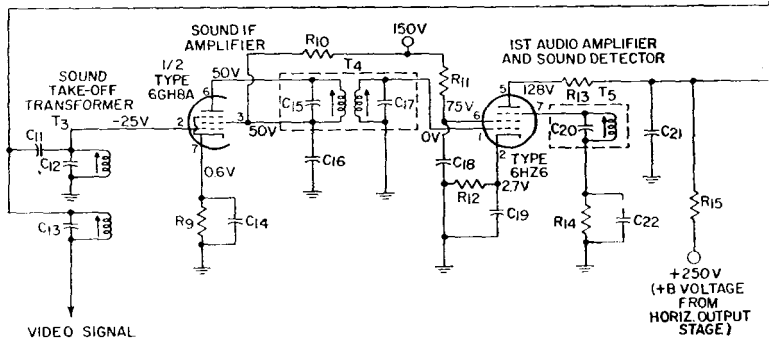 SOUND IF
AMPLIFIER
150V
1ST AUDIO AMPLIFIER
AND SOUND DETECTOR
SOUND
TAKE-OFF
TRANSFORMER
T3
1/2
TYPE
6GH8A
50V
R10
T4
R11
128V
R13
T5
C11
C12
-25V
6
2
3
7
50V
C15
C17
75V
0V
5
7
6
1
2
C20
C21
C16
C18
TYPE
6HZ6
0.6V
R12
2.7V
C13
R9
C14
C19
R14
C22
R15
+250V
(+B VOLTAGE
FROM
HORIZ. OUTPUT
STAGE)
VIDEO SIGNAL